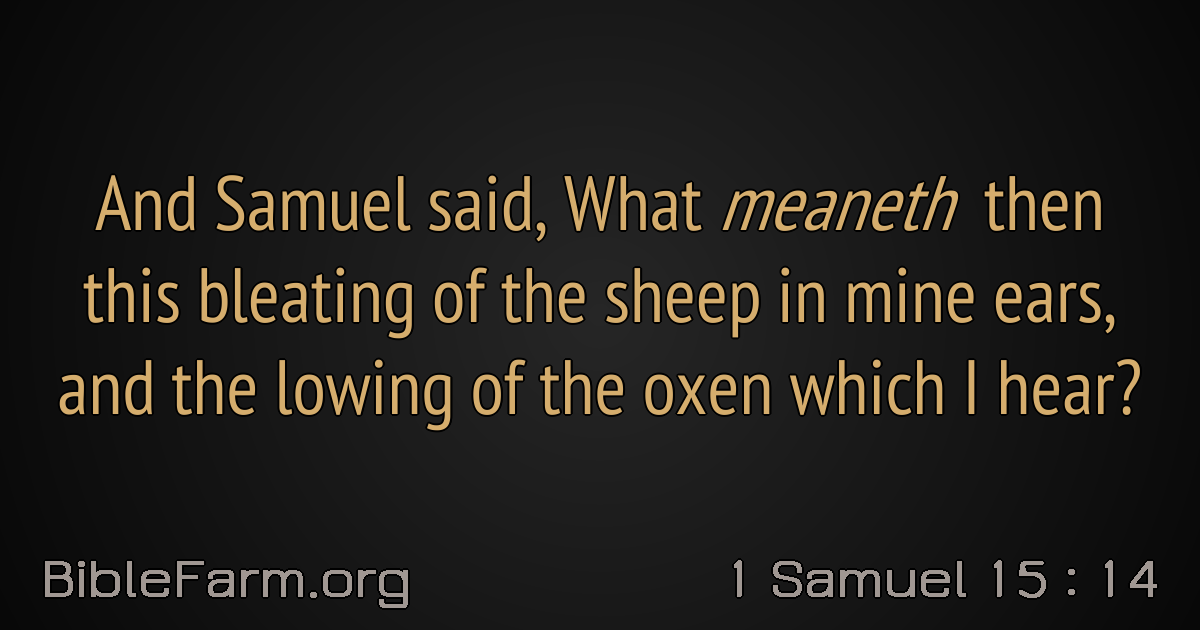 And Samuel said, What meaneth then
this bleating of the sheep in mine ears,
and the lowing of the oxen which I hear?
BibleFarm.org
1 Samuel 15 : 14